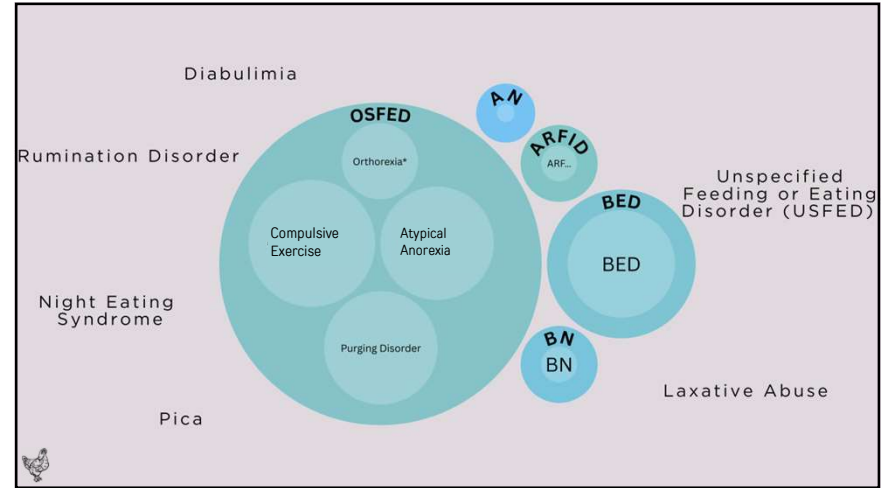 Diabulimia
OSFED
AN
Rumination Disorder
Orthorexia*
ARFID
ARF...
Unspecified
Feeding or Eating
Disorder (USFED)
BED
BED
Compulsive
Exercise
Atypical
Anorexia
Night Eating
Syndrome
Purging Disorder
BN
BN
Laxative Abuse
Pica